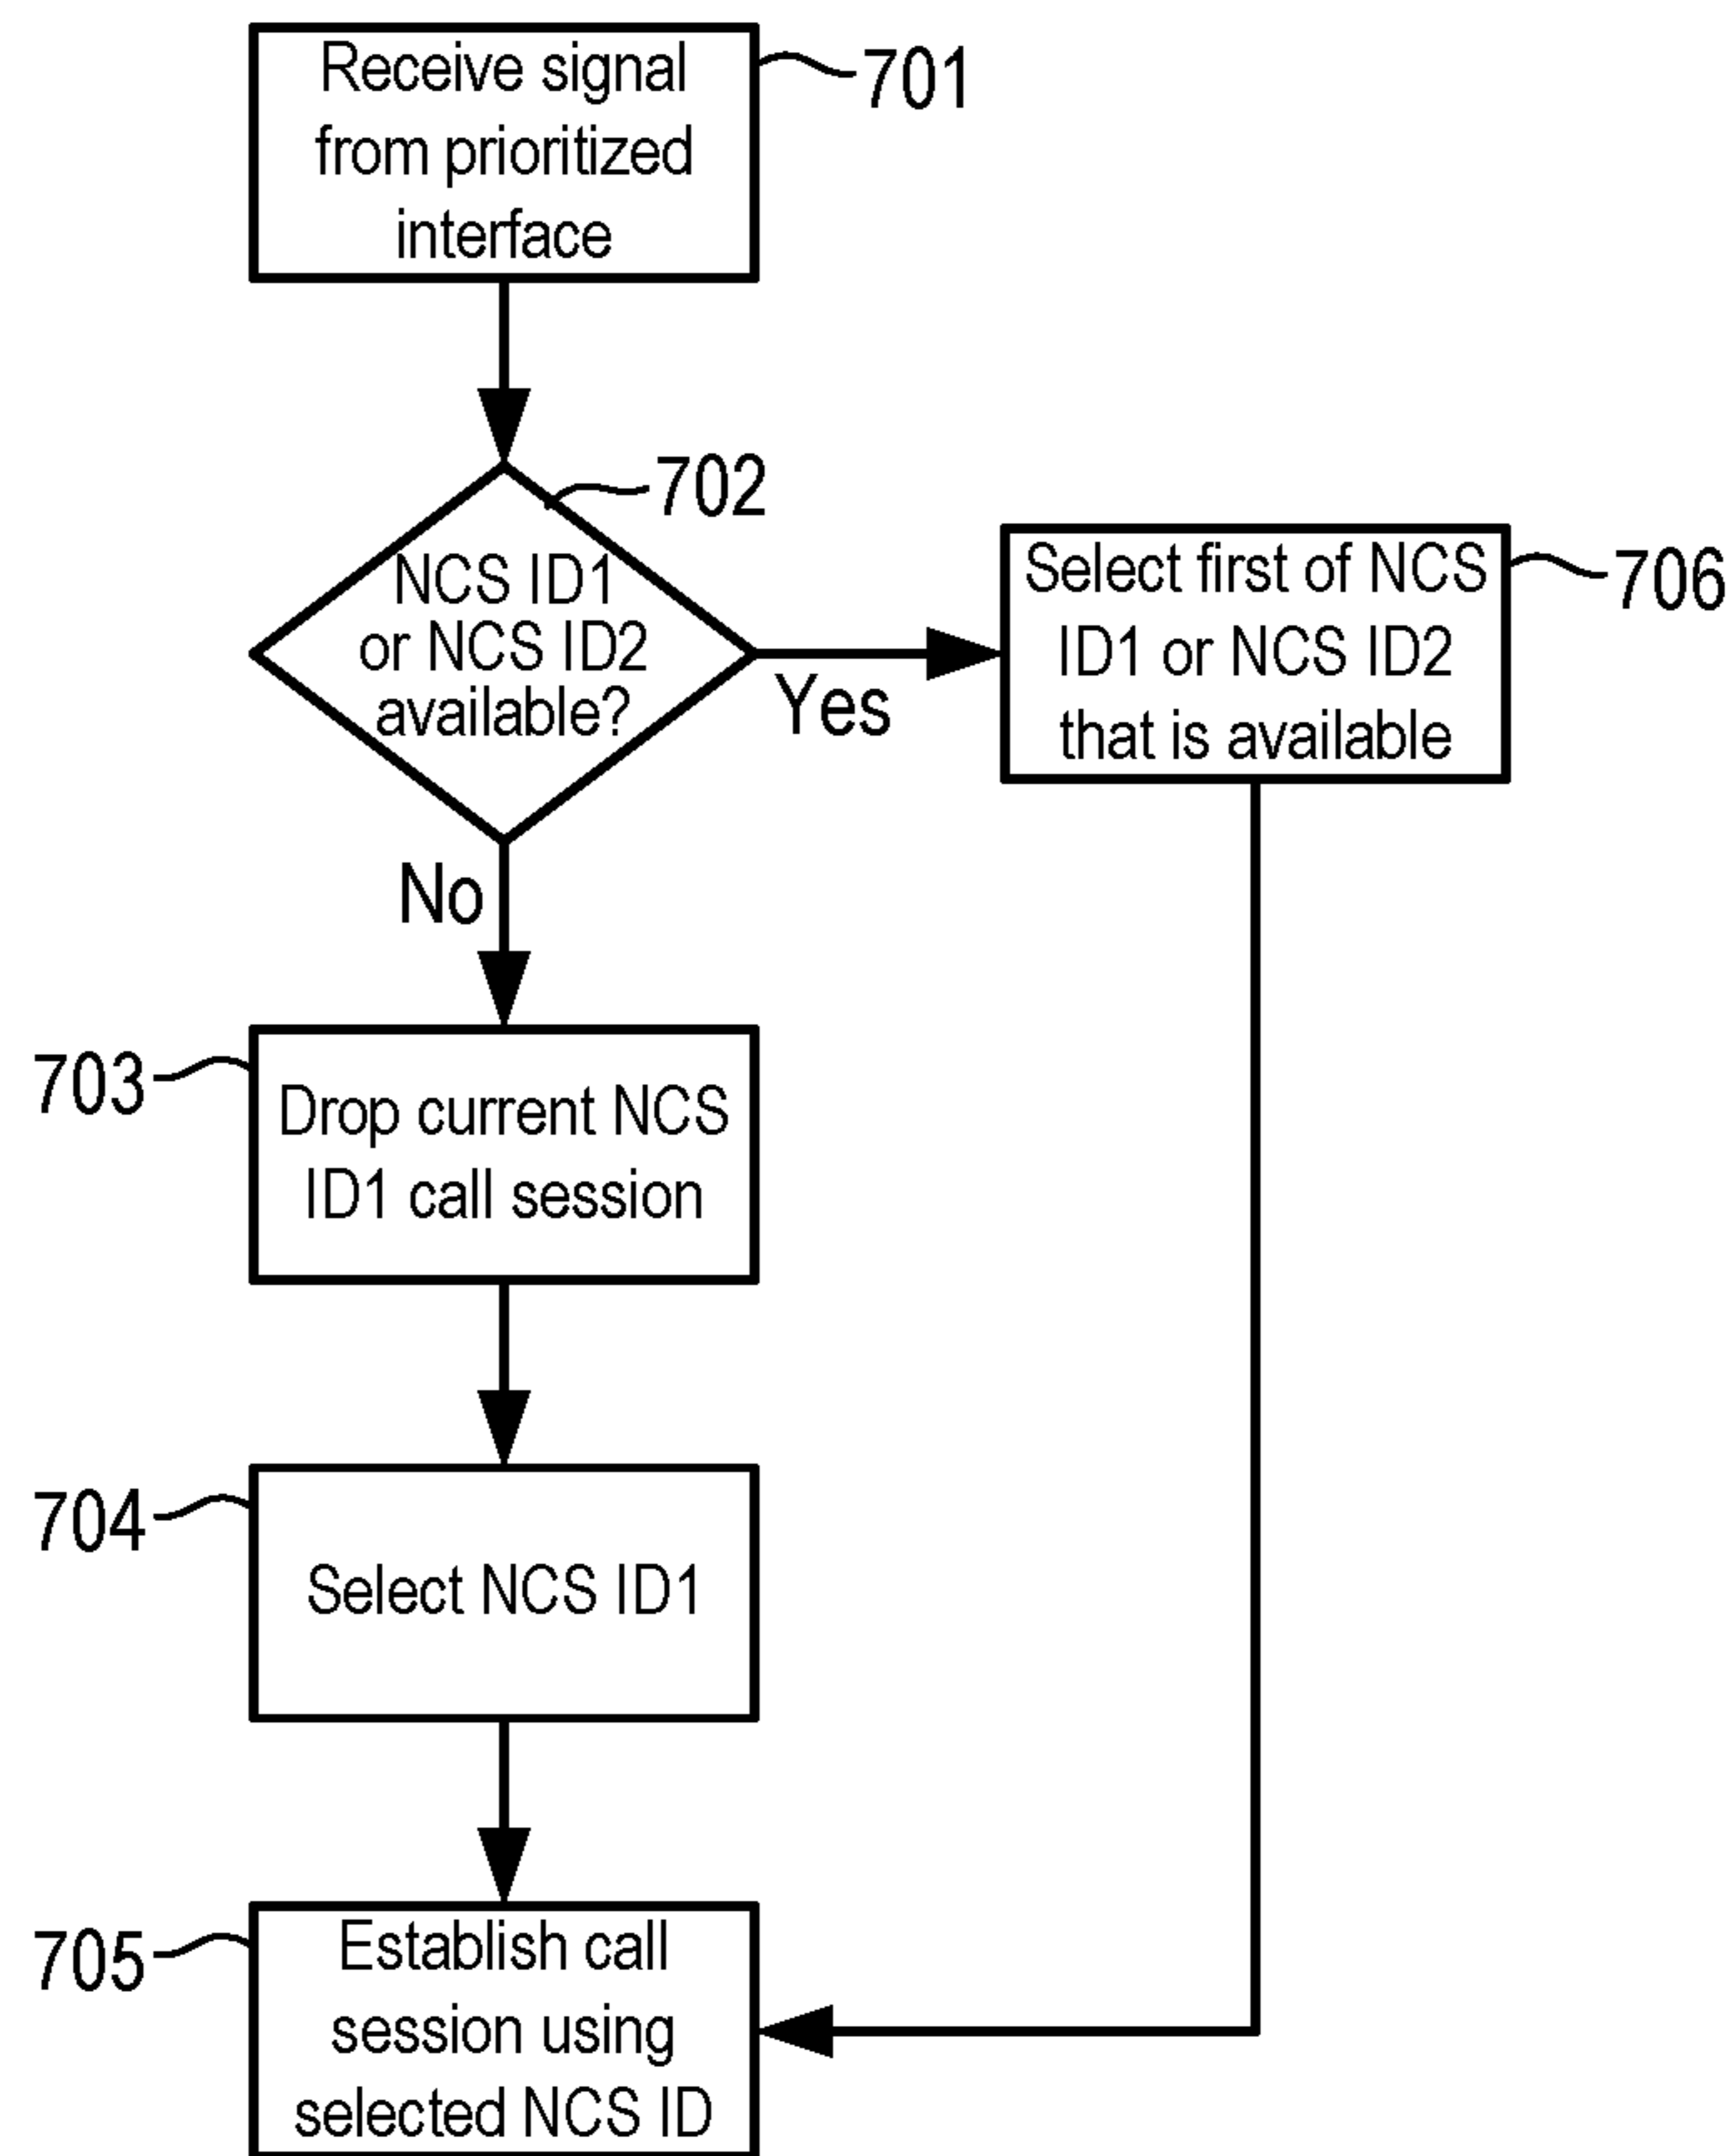 Receive signal
from prioritized
interface
701
702
NCS ID1
or NCS ID2
available?
Yes
Select first of NCS
ID1 or NCS ID2
that is available
706
No
703
Drop current NCS
ID1 call session
704
Select NCS ID1
705
Establish call
session using
selected NCS ID